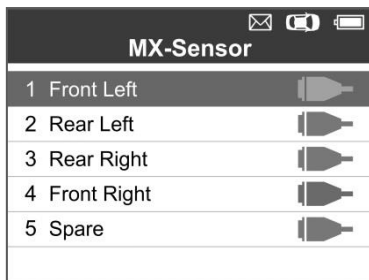 MX-Sensor
1 Front Left
2 Rear Left
3 Rear Right
4 Front Right
5 Spare